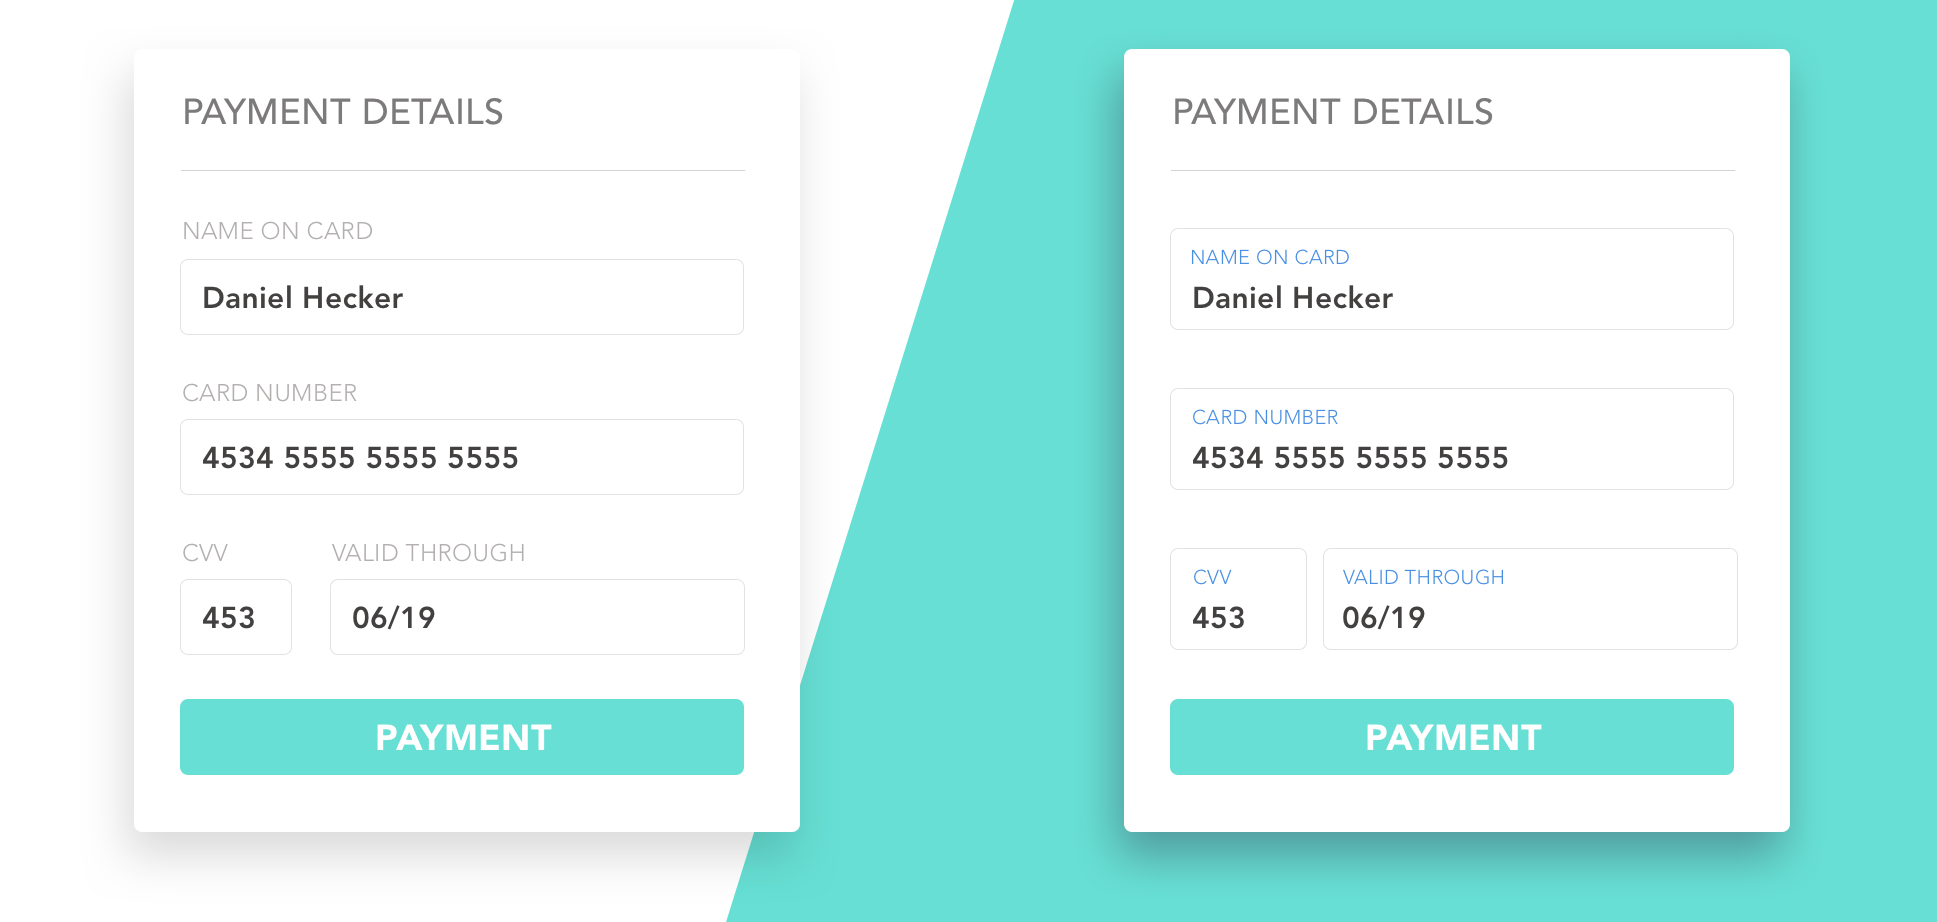 PAYMENT DETAILS
NAME ON CARD
Daniel Hecker
CARD NUMBER
4534 5555 5555 5555
CVV VALID THROUGH
453 06/19
PAYMENT
PAYMENT DETAILS
NAME ON CARD
Daniel Hecker
CARD NUMBER
4534 5555 5555 5555
CVV VALID THROUGH
453 06/19
PAYMENT